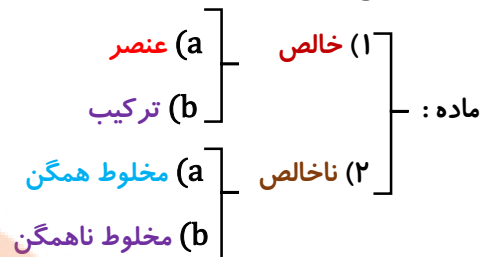 a) عنصر
۱) خالص
b) ترکیب
ماده :
۲) ناخالص
a) مخلوط همگن
b) مخلوط ناهمگن